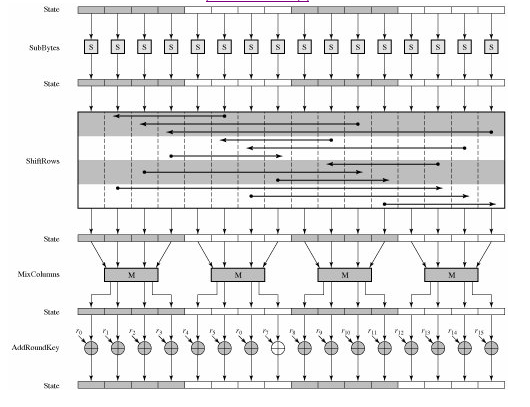 State
SubBytes S S S S S S S S S S S S S S S S
State
ShiftRows
State
MixColumns M M M M
State
r0 r1 r2 r3 r4 r5 r0 r7 r8 r9 r10 r11 r12 r13 r14 r15
AddRoundKey
State